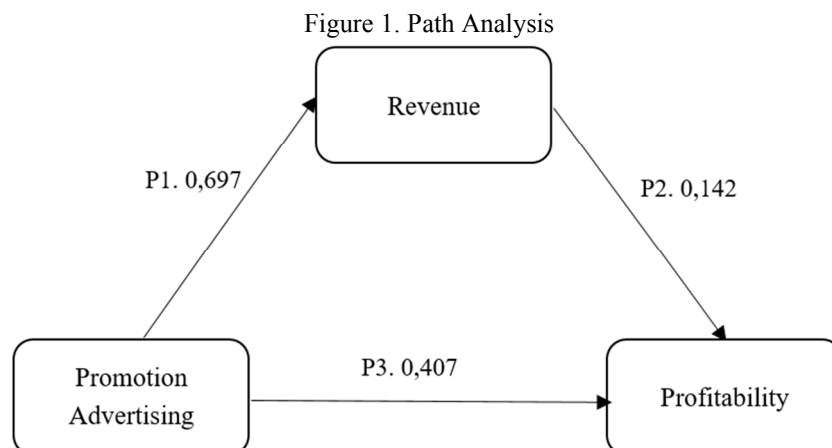 Figure 1. Path Analysis
Revenue
P1. 0,697
P2. 0,142
P3. 0,407
Promotion
Advertising
Profitability